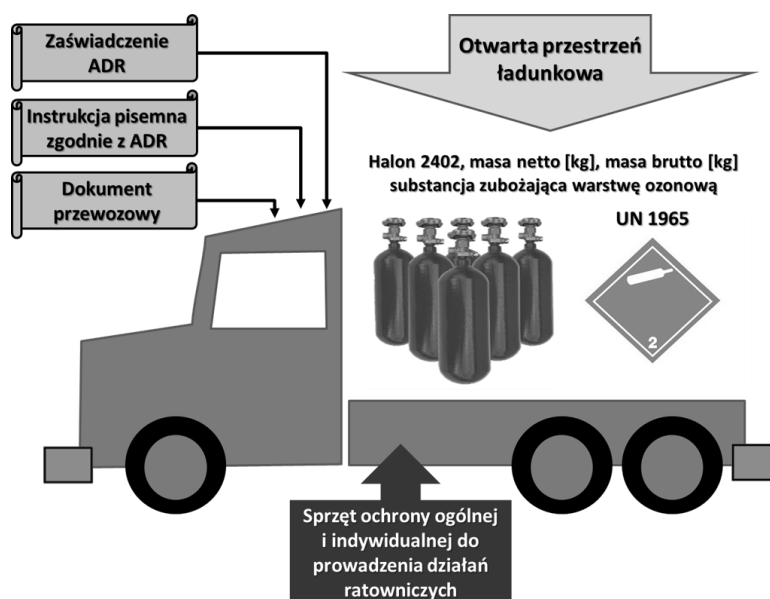 Zaświadczenie
ADR
Instrukcja pisemna
zgodnie z ADR
Dokument
przewozowy
Otwarta przestrzeń
ładunkowa
Halon 2402, masa netto [kg], masa brutto [kg]
substancja zubożająca warstwę ozonową
UN 1965
2
Sprzęt ochrony ogólnej
i indywidualnej do
prowadzenia działań
ratowniczych